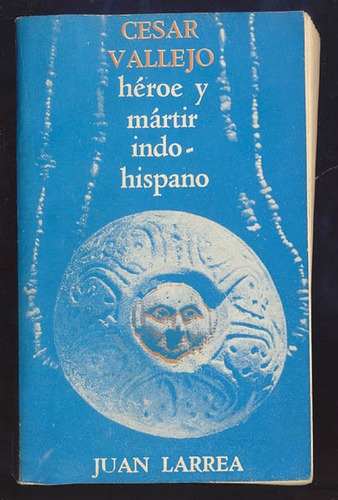 CESAR
VALLEJO
héroe y
mártir
indo-
hispano
JUAN LARREA